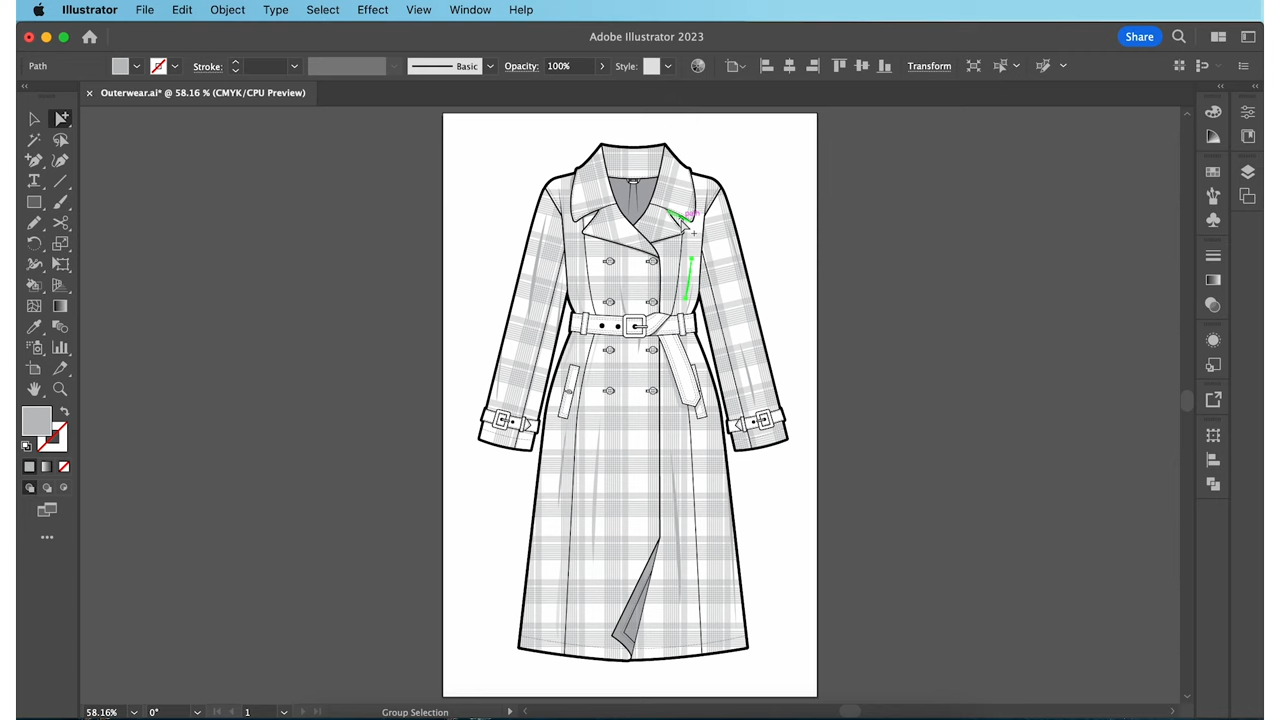 Illustrator File Edit Object Type Select Effect View Window Help
Adobe Illustrator 2023
Share
Path
Stroke:
Basic
Opacity: 100%
Style:
Transform
× Outerwear.ai* @ 58.16 % (CMYK/CPU Preview)
path
58.16%
0°
1
Group Selection